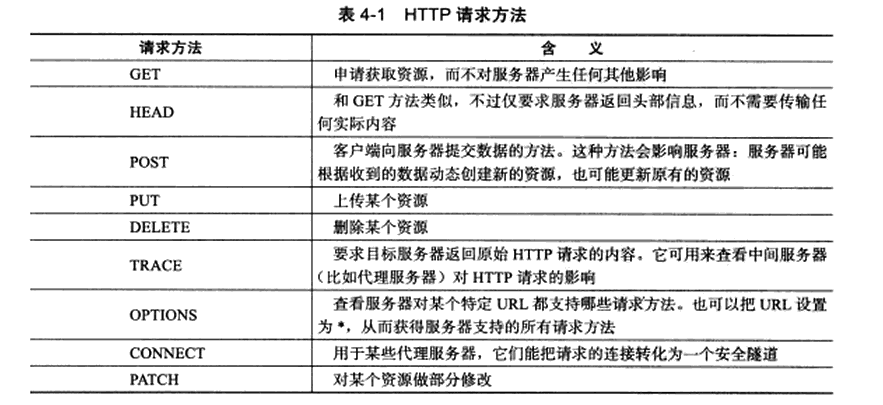 表 4-1 HTTP 请求方法
请求方法 含 义
GET 申请获取资源，而不对服务器产生任何其他影响
HEAD 和 GET 方法类似，不过仅要求服务器返回头部信息，而不需要传输任
何实际内容
POST 客户端向服务器提交数据的方法。这种方法会影响服务器：服务器可能
根据收到的数据动态创建新的资源，也可能更新原有的资源
PUT 上传某个资源
DELETE 删除某个资源
TRACE 要求目标服务器返回原始 HTTP 请求的内容。它可用来查看中间服务器
（比如代理服务器）对 HTTP 请求的影响
OPTIONS 查看服务器对某个特定 URL 都支持哪些请求方法。也可以把 URL 设置
为 *，从而获得服务器支持的所有请求方法
CONNECT 用于某些代理服务器，它们能把请求的连接转化为一个安全隧道
PATCH 对某个资源做部分修改